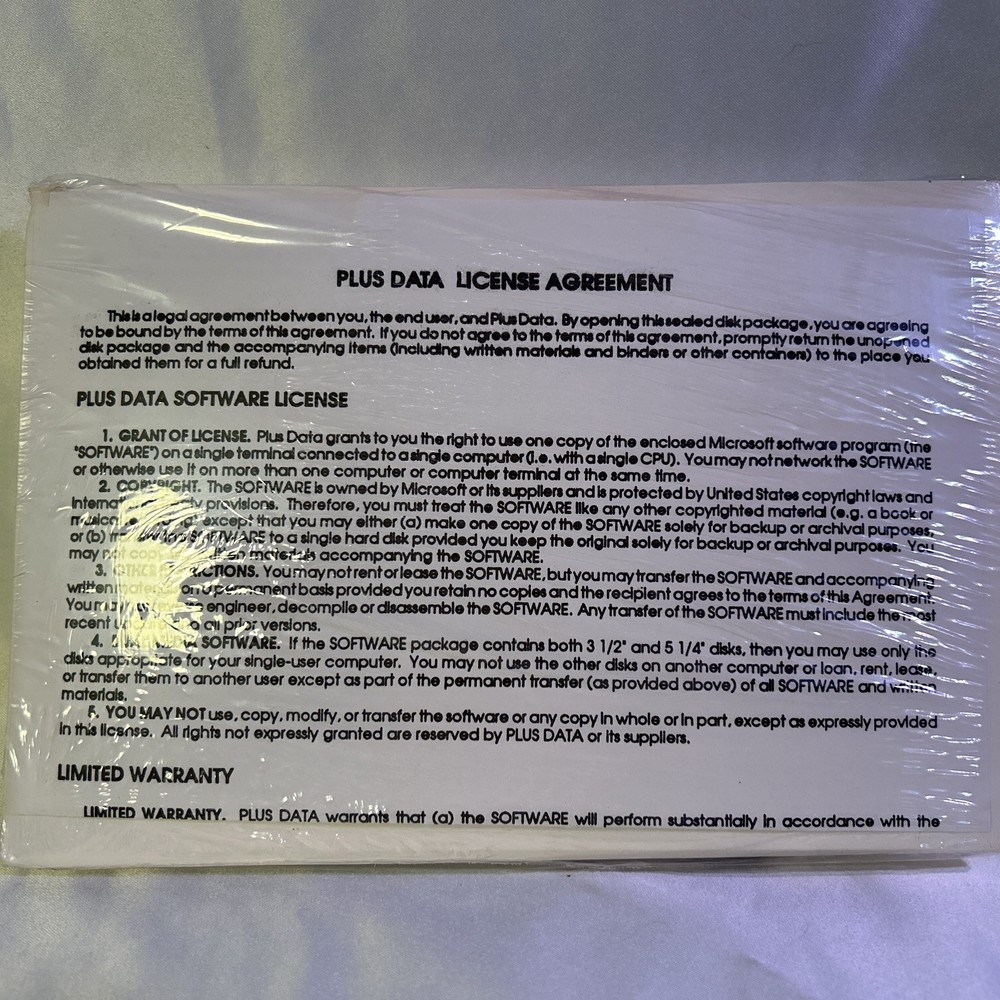 PLUS DATA LICENSE AGREEMENT
This is a legal agreement between you, the end user, and Plus Data. By opening this sealed disk package, you are agreeing
to be bound by the terms of this agreement. If you do not agree to the terms of this agreement, promptly return the unopened
disk package and the accompanying items (including written materials and binders or other containers) to the place you
obtained them for a full refund.
PLUS DATA SOFTWARE LICENSE
1. GRANT OF LICENSE. Plus Data grants to you the right to use one copy of the enclosed Microsoft software program (the
"SOFTWARE") on a single terminal connected to a single computer (i.e. with a single CPU). You may not network the SOFTWARE
or otherwise use it on more than one computer or computer terminal at the same time.
2. COPYRIGHT. The SOFTWARE is owned by Microsoft or its suppliers and is protected by United States copyright laws and
provisions. Therefore, you must treat the SOFTWARE like any other copyrighted material (e.g. a book or
musical except that you may either (a) make one copy of the SOFTWARE solely for backup or archival purposes,
or (b) SOFTWARE to a single hard disk provided you keep the original solely for backup or archival purposes. You
may not copy materials accompanying the SOFTWARE.
3. OTHER You may not rent or lease the SOFTWARE, but you may transfer the SOFTWARE and accompanying
written on a permanent basis provided you retain no copies and the recipient agrees to the terms of this Agreement.
You may engineer, decompile or disassemble the SOFTWARE. Any transfer of the SOFTWARE must include the most
recent all prior versions.
4. SOFTWARE. If the SOFTWARE package contains both 3 1/2" and 5 1/4" disks, then you may use only the
disks appropriate for your single-user computer. You may not use the other disks on another computer or loan, rent, lease,
or transfer them to another user except as part of the permanent transfer (as provided above) of all SOFTWARE and written
materials.
5. YOU MAY NOT use, copy, modify, or transfer the software or any copy in whole or in part, except as expressly provided
in this license. All rights not expressly granted are reserved by PLUS DATA or its suppliers.
LIMITED WARRANTY
LIMITED WARRANTY. PLUS DATA warrants that (a) the SOFTWARE will perform substantially in accordance with the